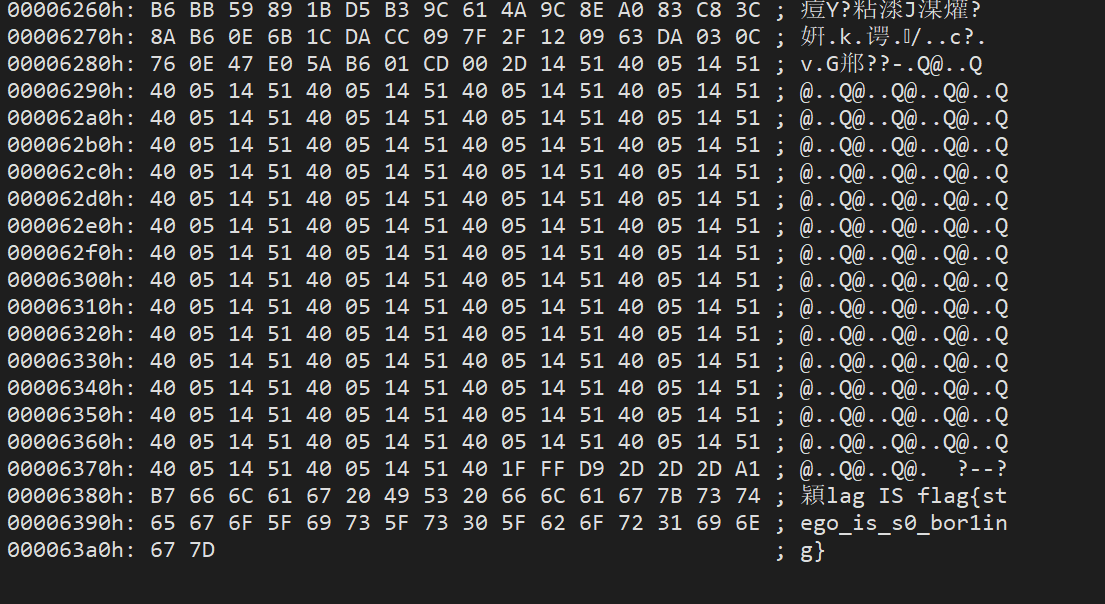 00006260h: B6 BB 59 89 1B D5 B3 9C 61 4A 9C 8E A0 83 C8 3C ; 痘Y?粘漛J湈爜?
00006270h: 8A B6 0E 6B 1C DA CC 09 7F 2F 12 09 63 DA 03 0C ; 姸.k.谔./..c?.
00006280h: 76 0E 47 E0 5A B6 01 CD 00 2D 14 51 40 05 14 51 ; v.G郱??-.Q@..Q
00006290h: 40 05 14 51 40 05 14 51 40 05 14 51 40 05 14 51 ; @..Q@..Q@..Q@..Q
000062a0h: 40 05 14 51 40 05 14 51 40 05 14 51 40 05 14 51 ; @..Q@..Q@..Q@..Q
000062b0h: 40 05 14 51 40 05 14 51 40 05 14 51 40 05 14 51 ; @..Q@..Q@..Q@..Q
000062c0h: 40 05 14 51 40 05 14 51 40 05 14 51 40 05 14 51 ; @..Q@..Q@..Q@..Q
000062d0h: 40 05 14 51 40 05 14 51 40 05 14 51 40 05 14 51 ; @..Q@..Q@..Q@..Q
000062e0h: 40 05 14 51 40 05 14 51 40 05 14 51 40 05 14 51 ; @..Q@..Q@..Q@..Q
000062f0h: 40 05 14 51 40 05 14 51 40 05 14 51 40 05 14 51 ; @..Q@..Q@..Q@..Q
00006300h: 40 05 14 51 40 05 14 51 40 05 14 51 40 05 14 51 ; @..Q@..Q@..Q@..Q
00006310h: 40 05 14 51 40 05 14 51 40 05 14 51 40 05 14 51 ; @..Q@..Q@..Q@..Q
00006320h: 40 05 14 51 40 05 14 51 40 05 14 51 40 05 14 51 ; @..Q@..Q@..Q@..Q
00006330h: 40 05 14 51 40 05 14 51 40 05 14 51 40 05 14 51 ; @..Q@..Q@..Q@..Q
00006340h: 40 05 14 51 40 05 14 51 40 05 14 51 40 05 14 51 ; @..Q@..Q@..Q@..Q
00006350h: 40 05 14 51 40 05 14 51 40 05 14 51 40 05 14 51 ; @..Q@..Q@..Q@..Q
00006360h: 40 05 14 51 40 05 14 51 40 05 14 51 40 05 14 51 ; @..Q@..Q@..Q@..Q
00006370h: 40 05 14 51 40 05 14 51 40 1F FF D9 2D 2D 2D A1 ; @..Q@..Q@. ?--?
00006380h: B7 66 6C 61 67 20 49 53 20 66 6C 61 67 7B 73 74 ; 穎lag IS flag{st
00006390h: 65 67 6F 5F 69 73 5F 73 30 5F 62 6F 72 31 69 6E ; ego_is_s0_bor1in
000063a0h: 67 7D ; g}